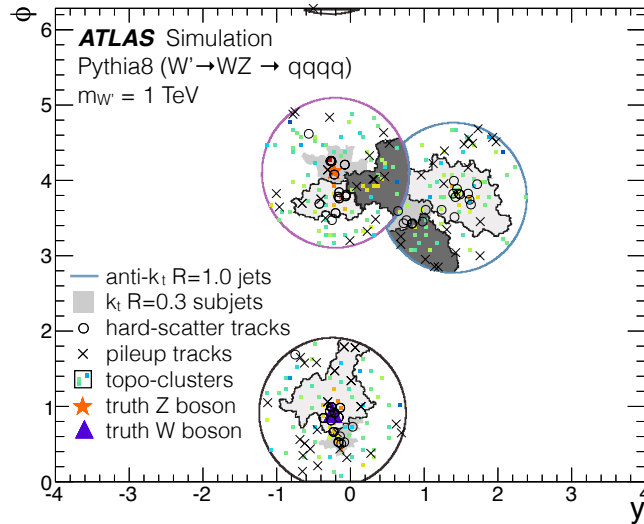 ATLAS Simulation
Pythia8 (W'→WZ → qqqq)
m_W' = 1 TeV
anti-k_t R=1.0 jets
k_t R=0.3 subjets
hard-scatter tracks
pileup tracks
topo-clusters
truth Z boson
truth W boson
ϕ
6
5
4
3
2
1
0
-4 -3 -2 -1 0 1 2 3 4
y